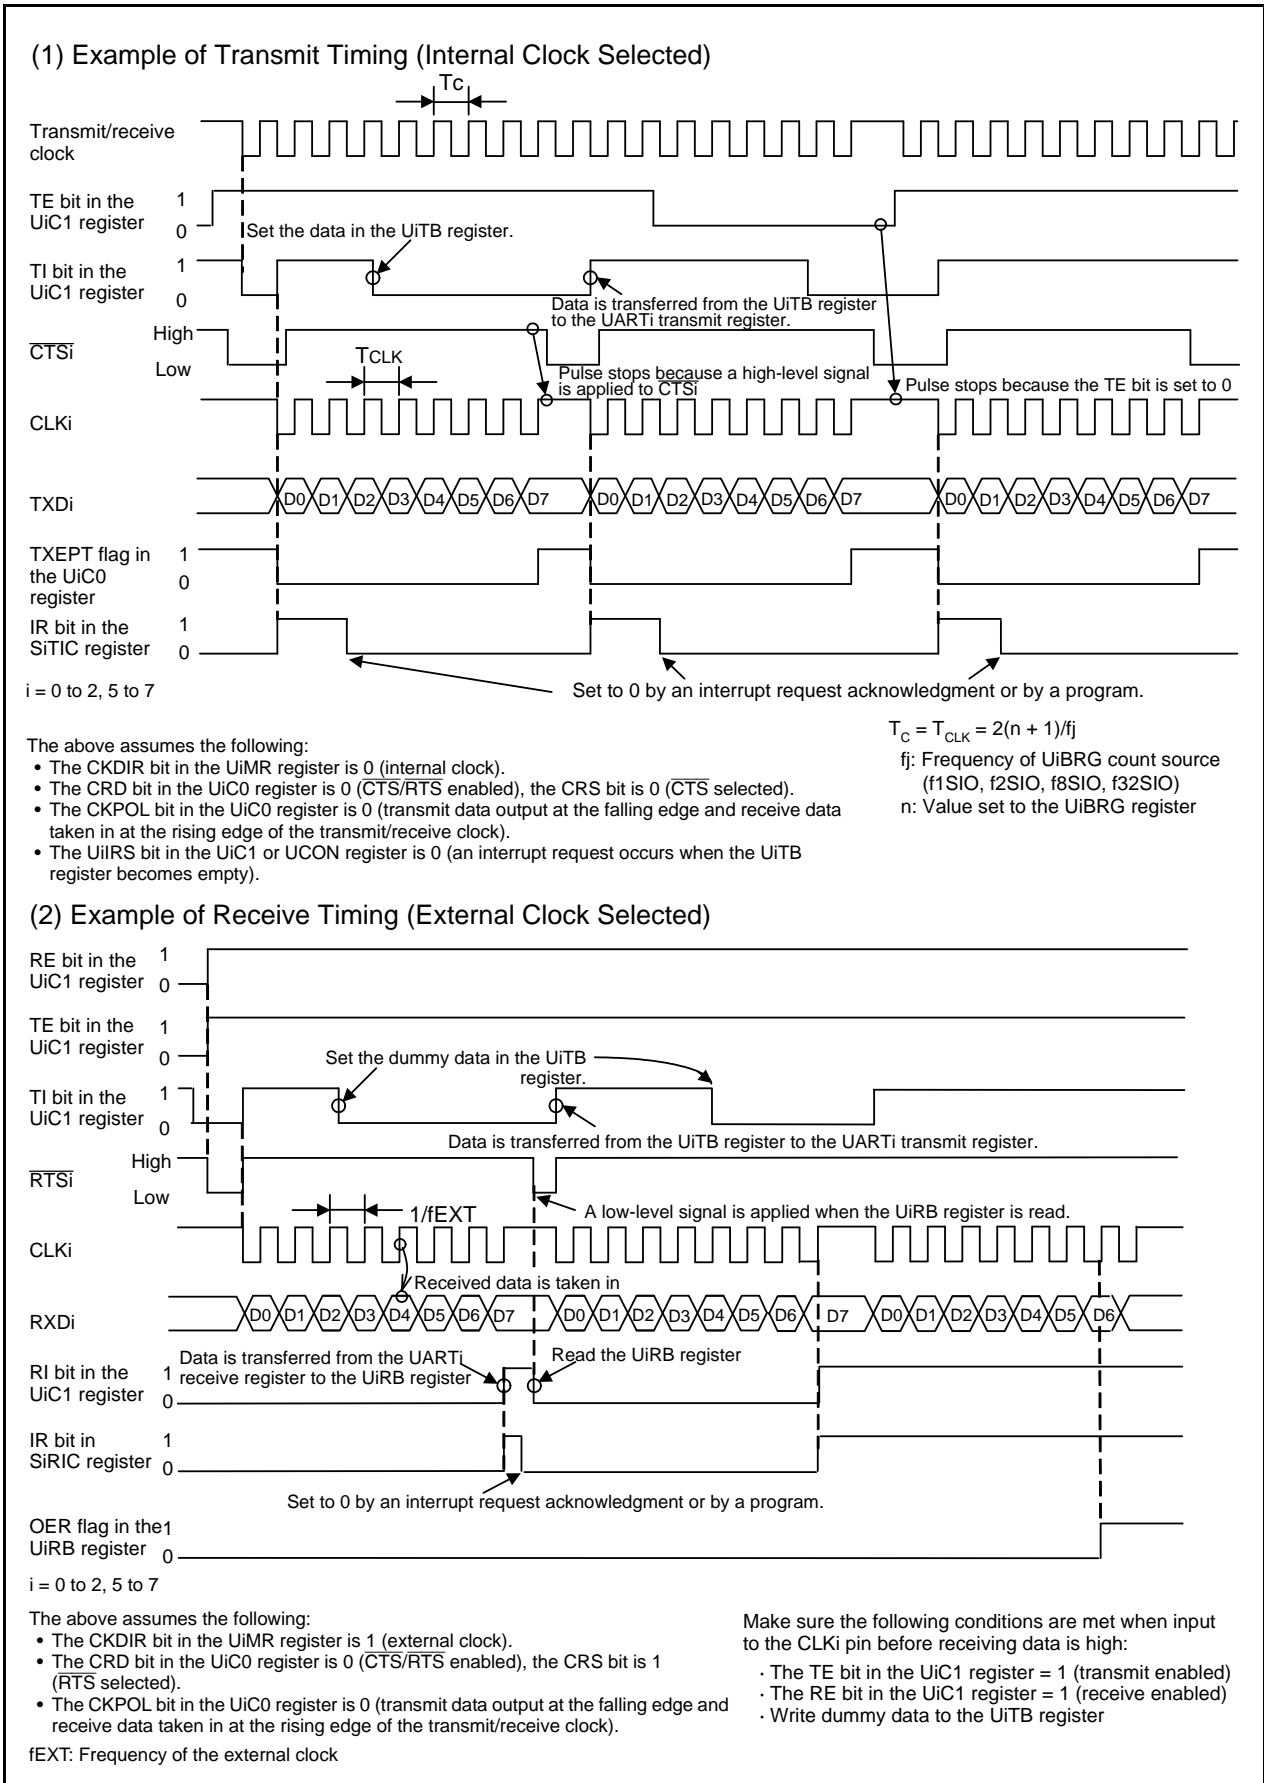 (1) Example of Transmit Timing (Internal Clock Selected)
Tc
Transmit/receive
clock
TE bit in the
UiC1 register
1
0
Set the data in the UiTB register.
TI bit in the
UiC1 register
1
0
Data is transferred from the UiTB register
to the UARTi transmit register.
CTSi
High
Low
TCLK
Pulse stops because a high-level signal
is applied to CTSi
Pulse stops because the TE bit is set to 0
CLKi
TXDi
D0 D1 D2 D3 D4 D5 D6 D7 D0 D1 D2 D3 D4 D5 D6 D7 D0 D1 D2 D3 D4 D5 D6 D7
TXEPT flag in
the UiC0
register
1
0
IR bit in the
SiTIC register
1
0
i = 0 to 2, 5 to 7
Set to 0 by an interrupt request acknowledgment or by a program.
TC = TCLK = 2(n + 1)/fj
fj: Frequency of UiBRG count source
(f1SIO, f2SIO, f8SIO, f32SIO)
n: Value set to the UiBRG register
The above assumes the following:
• The CKDIR bit in the UiMR register is 0 (internal clock).
• The CRD bit in the UiC0 register is 0 (CTS/RTS enabled), the CRS bit is 0 (CTS selected).
• The CKPOL bit in the UiC0 register is 0 (transmit data output at the falling edge and receive data
taken in at the rising edge of the transmit/receive clock).
• The UiIRS bit in the UiC1 or UCON register is 0 (an interrupt request occurs when the UiTB
register becomes empty).
(2) Example of Receive Timing (External Clock Selected)
RE bit in the
UiC1 register
1
0
TE bit in the
UiC1 register
1
0
Set the dummy data in the UiTB
register.
TI bit in the
UiC1 register
1
0
Data is transferred from the UiTB register to the UARTi transmit register.
RTSi
High
Low
1/fEXT
A low-level signal is applied when the UiRB register is read.
CLKi
Received data is taken in
RXDi
D0 D1 D2 D3 D4 D5 D6 D7 D0 D1 D2 D3 D4 D5 D6 D7 D0 D1 D2 D3 D4 D5 D6
Data is transferred from the UARTi
receive register to the UiRB register
Read the UiRB register
RI bit in the
UiC1 register
1
0
IR bit in
SiRIC register
1
0
Set to 0 by an interrupt request acknowledgment or by a program.
OER flag in the
UiRB register
1
0
i = 0 to 2, 5 to 7
The above assumes the following:
• The CKDIR bit in the UiMR register is 1 (external clock).
• The CRD bit in the UiC0 register is 0 (CTS/RTS enabled), the CRS bit is 1
(RTS selected).
• The CKPOL bit in the UiC0 register is 0 (transmit data output at the falling edge and
receive data taken in at the rising edge of the transmit/receive clock).
fEXT: Frequency of the external clock
Make sure the following conditions are met when input
to the CLKi pin before receiving data is high:
· The TE bit in the UiC1 register = 1 (transmit enabled)
· The RE bit in the UiC1 register = 1 (receive enabled)
· Write dummy data to the UiTB register